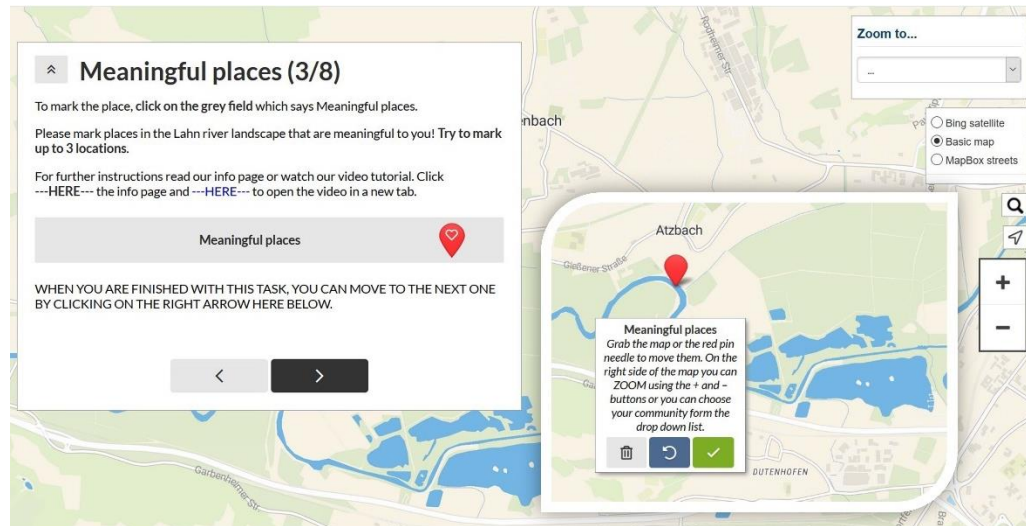 Meaningful places (3/8)
To mark the place, click on the grey field which says Meaningful places.
Please mark places in the Lahn river landscape that are meaningful to you! Try to mark
up to 3 locations.
For further instructions read our info page or watch our video tutorial. Click
---HERE--- the info page and ---HERE--- to open the video in a new tab.
Meaningful places
WHEN YOU ARE FINISHED WITH THIS TASK, YOU CAN MOVE TO THE NEXT ONE
BY CLICKING ON THE RIGHT ARROW HERE BELOW.
nbach
Rodheimer Str
Zoom to...
...
Bing satellite
Basic map
MapBox streets
+
−
Atzbach
Gießener Straße
Meaningful places
Grab the map or the red pin
needle to move them. On the
right side of the map you can
ZOOM using the + and –
buttons or you can choose
your community form the
drop down list.
DUTENHOFEN
Garbenheimer Str.